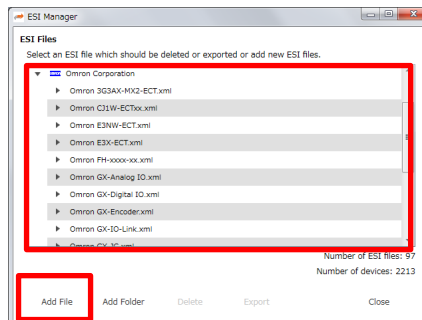 ESI Manager
ESI Files
Select an ESI file which should be deleted or exported or add new ESI files.
Omron Corporation
Omron 3G3AX-MX2-ECT.xml
Omron CJ1W-ECTxx.xml
Omron E3NW-ECT.xml
Omron E3X-ECT.xml
Omron FH-xxxx-xx.xml
Omron GX-Analog IO.xml
Omron GX-Digital IO.xml
Omron GX-Encoder.xml
Omron GX-IO-Link.xml
Omron GX-JC.xml
Number of ESI files: 97
Number of devices: 2213
Add File Add Folder Delete Export Close